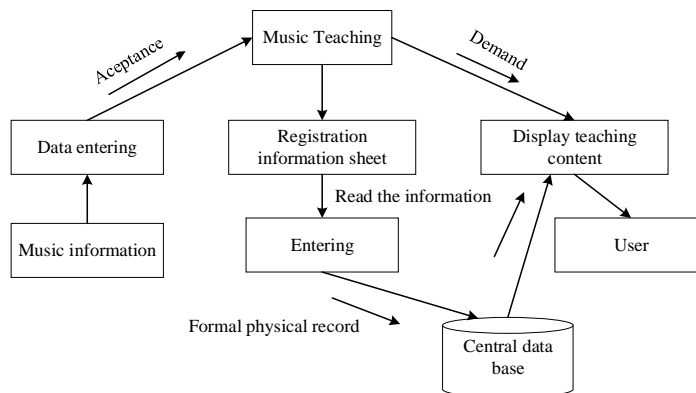 Music Teaching
Aceptance
Demand
Data entering
Registration
information sheet
Display teaching
content
Read the information
Music information
Entering
User
Formal physical record
Central data
base